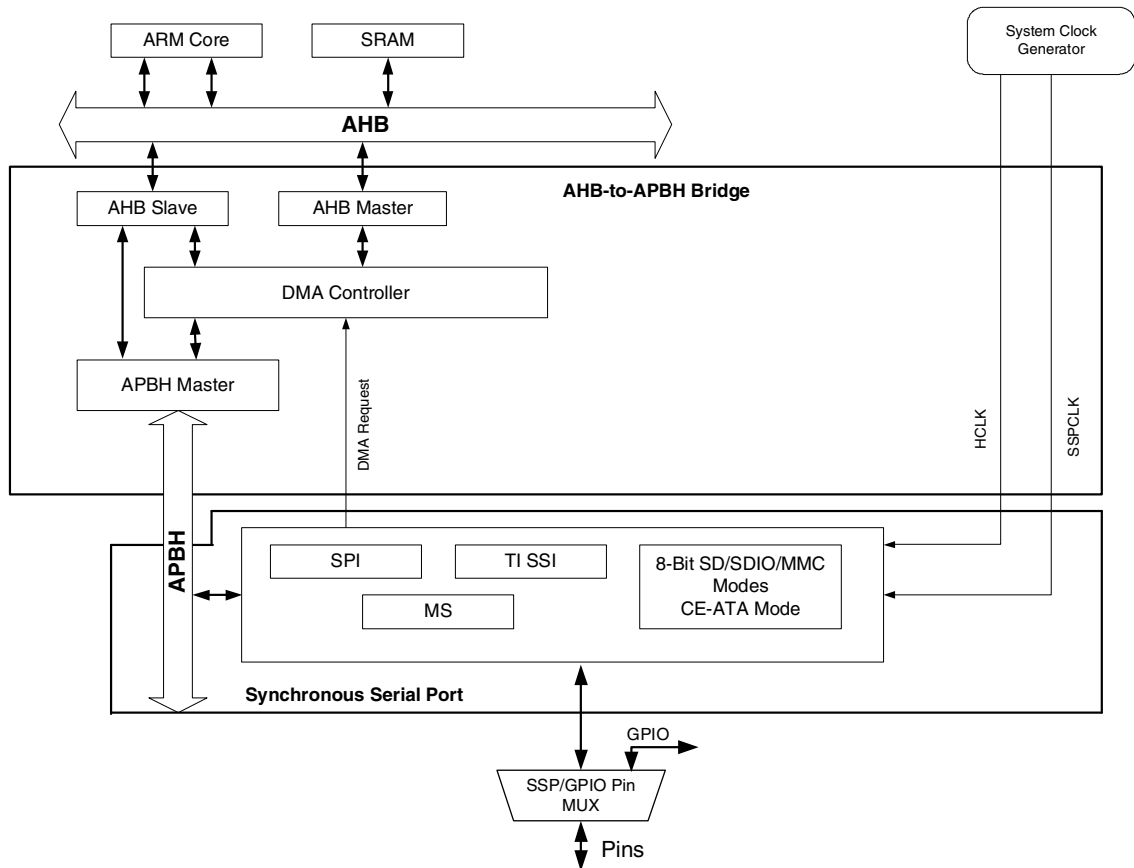 ARM Core
SRAM
System Clock
Generator
AHB
AHB-to-APBH Bridge
AHB Slave
AHB Master
DMA Controller
APBH Master
DMA Request
HCLK
SSPCLK
APBH
SPI
TI SSI
8-Bit SD/SDIO/MMC
Modes
CE-ATA Mode
MS
Synchronous Serial Port
GPIO
SSP/GPIO Pin
MUX
Pins